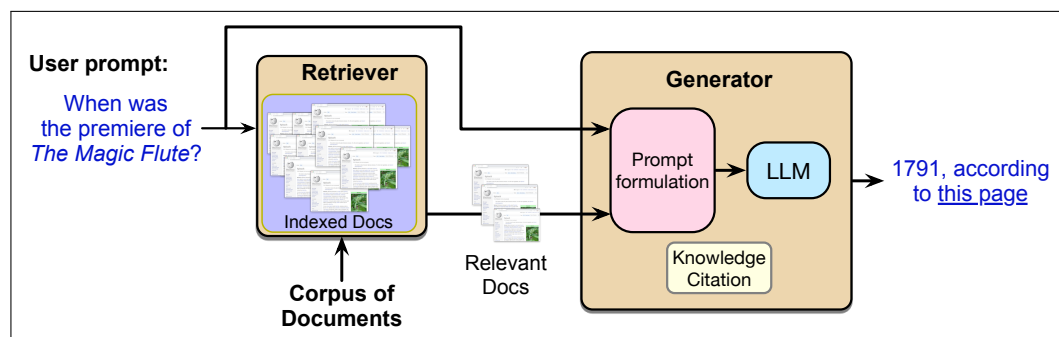 User prompt:
When was
the premiere of
The Magic Flute?
Retriever
Indexed Docs
Corpus of
Documents
Relevant
Docs
Generator
Prompt
formulation
LLM
Knowledge
Citation
1791, according
to this page